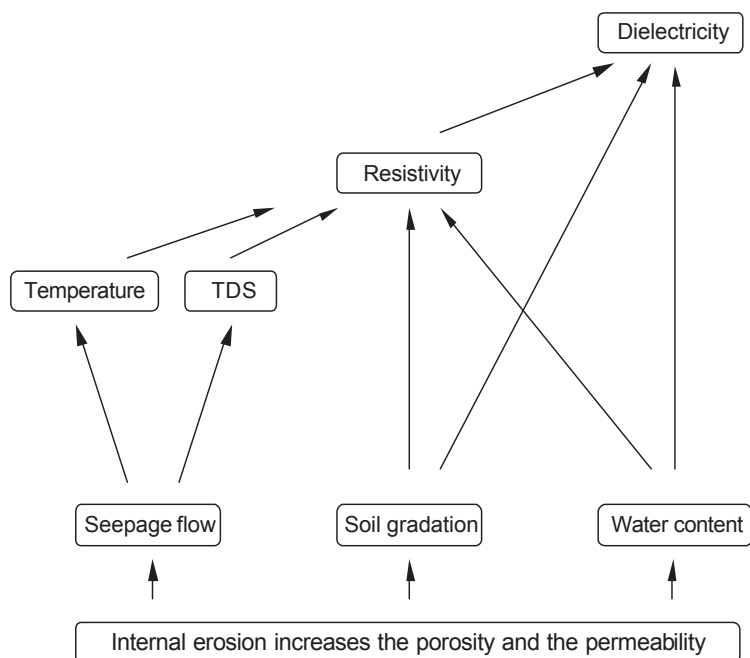 Dielectricity
Resistivity
Temperature
TDS
Seepage flow
Soil gradation
Water content
Internal erosion increases the porosity and the permeability